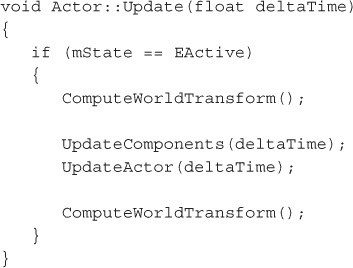 void Actor::Update(float deltaTime)
{
   if (mState == EActive)
   {
      ComputeWorldTransform();

      UpdateComponents(deltaTime);
      UpdateActor(deltaTime);

      ComputeWorldTransform();
   }
}